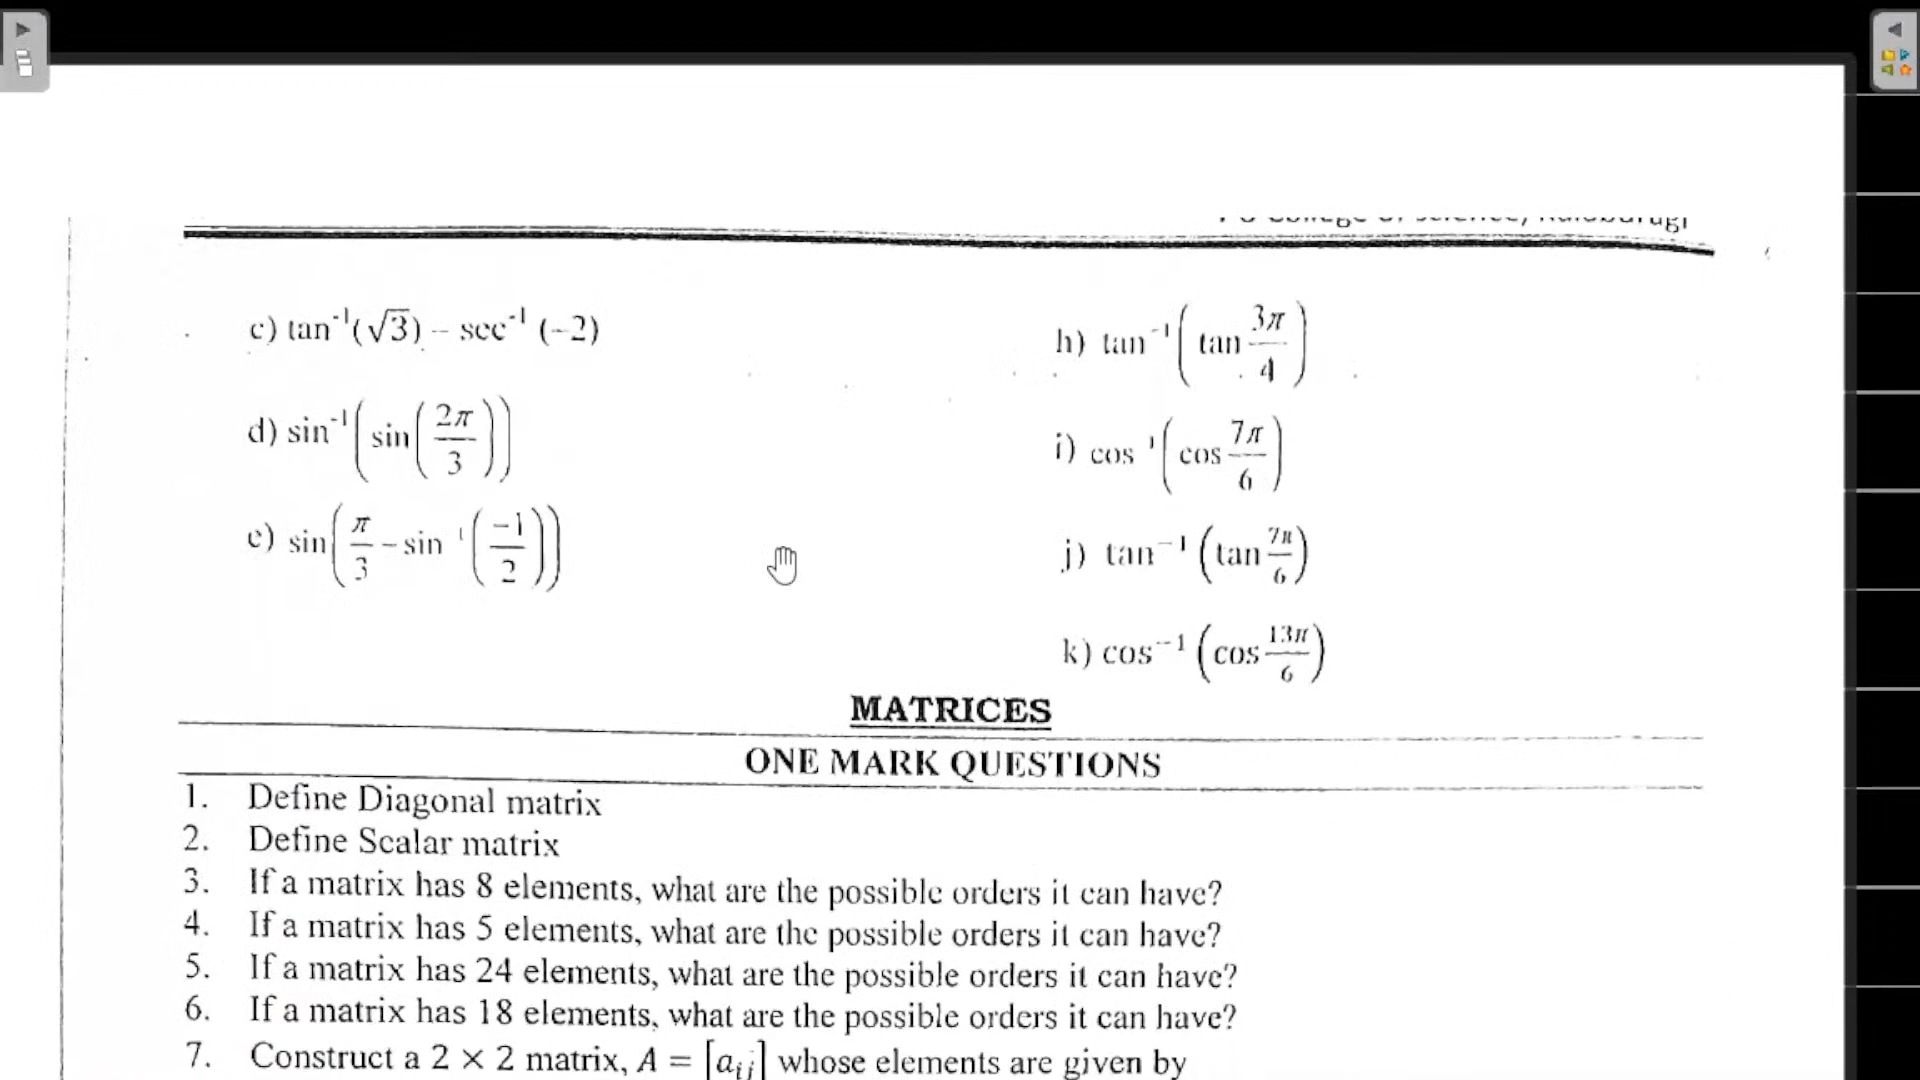 c) tan⁻¹(√3) − sec⁻¹ (−2)
d) sin⁻¹(sin(2π/3))
e) sin(π/3 − sin⁻¹(−1/2))
h) tan⁻¹(tan 3π/4)
i) cos⁻¹(cos 7π/6)
j) tan⁻¹(tan 7π/6)
k) cos⁻¹(cos 13π/6)
MATRICES
ONE MARK QUESTIONS
1. Define Diagonal matrix
2. Define Scalar matrix
3. If a matrix has 8 elements, what are the possible orders it can have?
4. If a matrix has 5 elements, what are the possible orders it can have?
5. If a matrix has 24 elements, what are the possible orders it can have?
6. If a matrix has 18 elements, what are the possible orders it can have?
7. Construct a 2 × 2 matrix, A = [aᵢⱼ] whose elements are given by